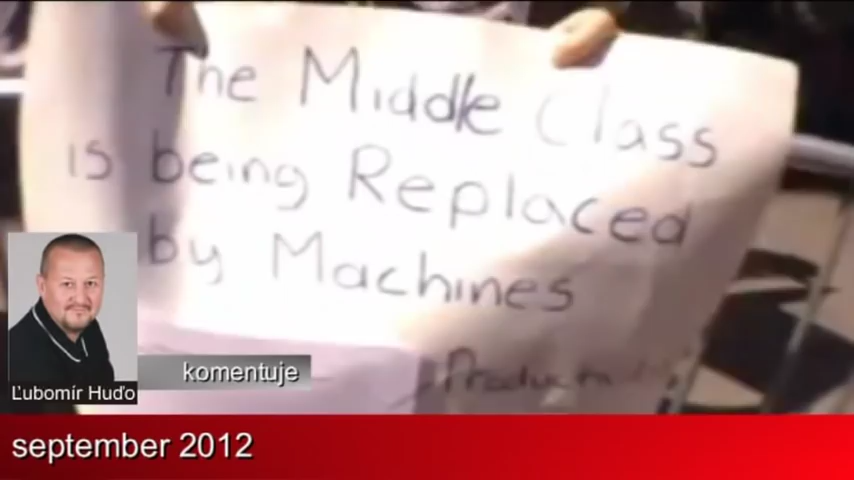 The Middle Class
is being Replaced
by Machines
komentuje
Ľubomír Huďo
september 2012